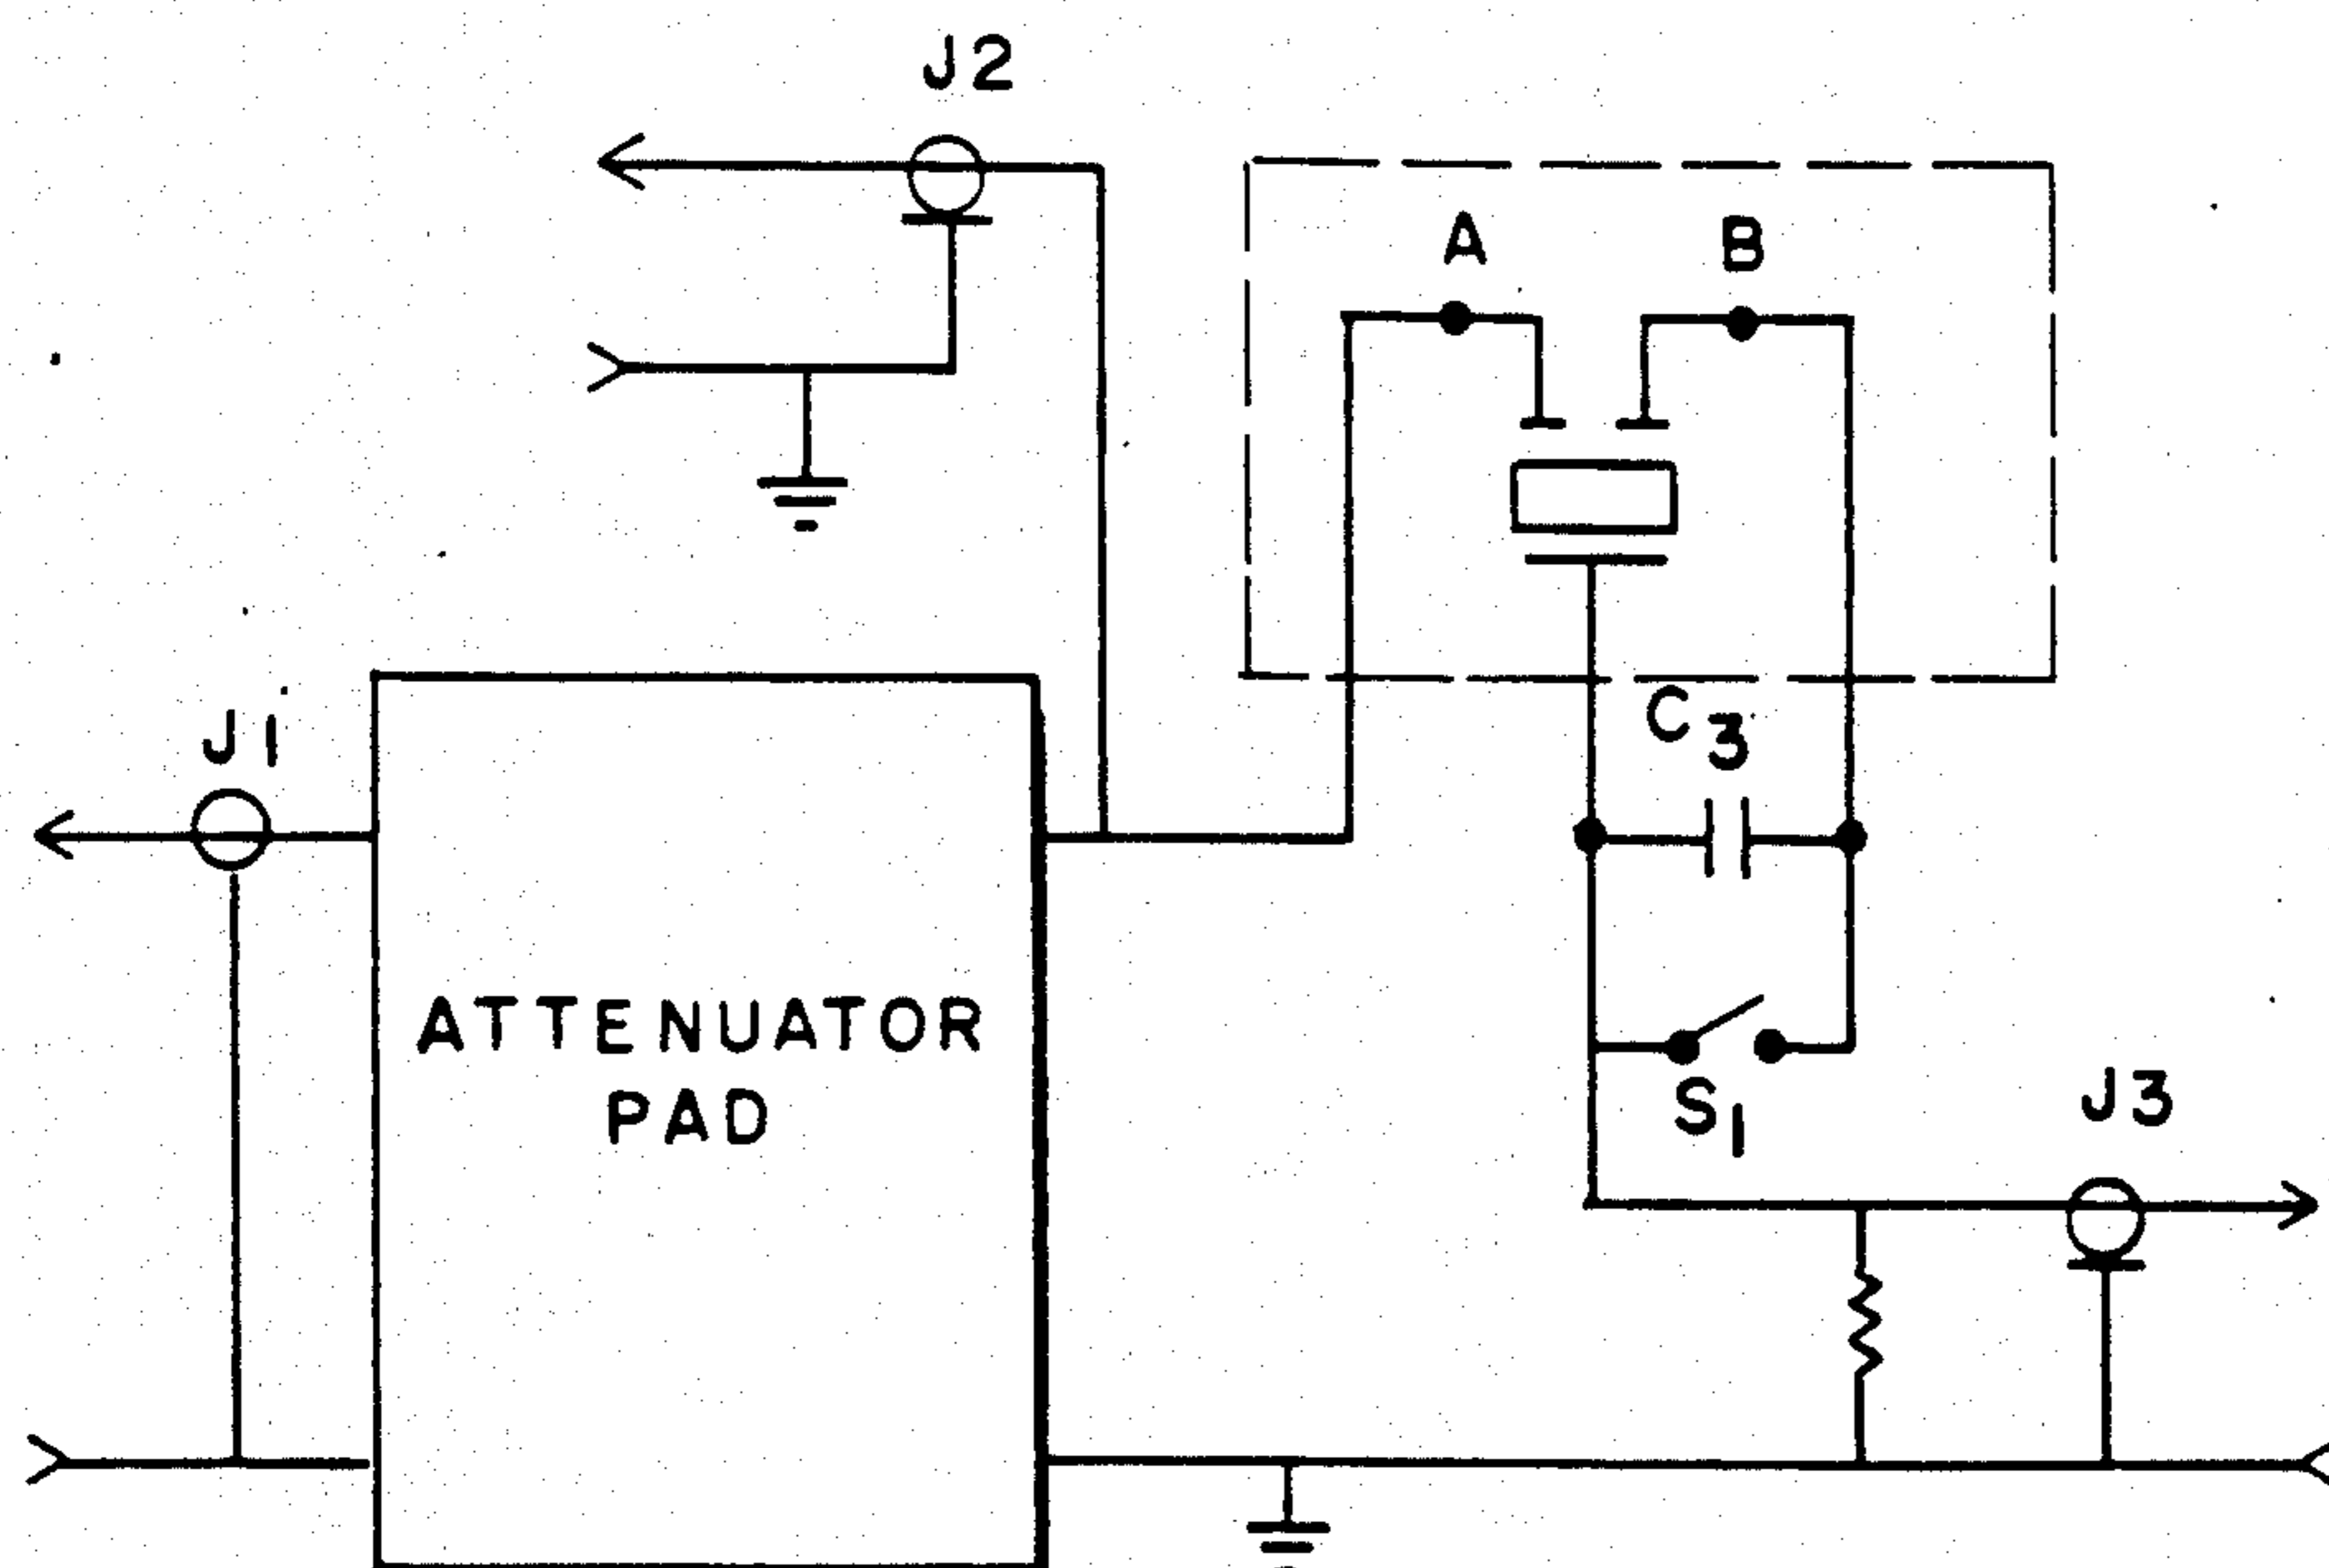 J2
A B
C3
J1
ATTENUATOR
PAD
S1
J3